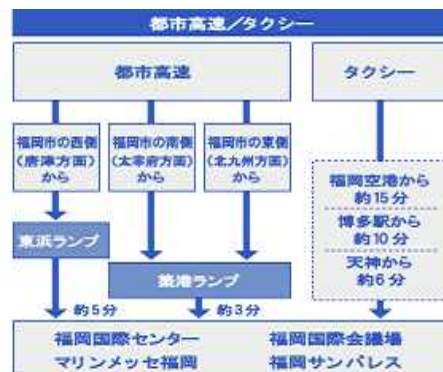 都市高速/タクシー
都市高速
タクシー
福岡市の西側
(唐津方面)
から
福岡市の南側
(太宰府方面)
から
福岡市の東側
(北九州方面)
から
福岡空港から
約15分
博多駅から
約10分
天神から
約6分
東浜ランプ
築港ランプ
約5分
約3分
福岡国際センター
福岡国際会議場
マリンメッセ福岡
福岡サンパレス